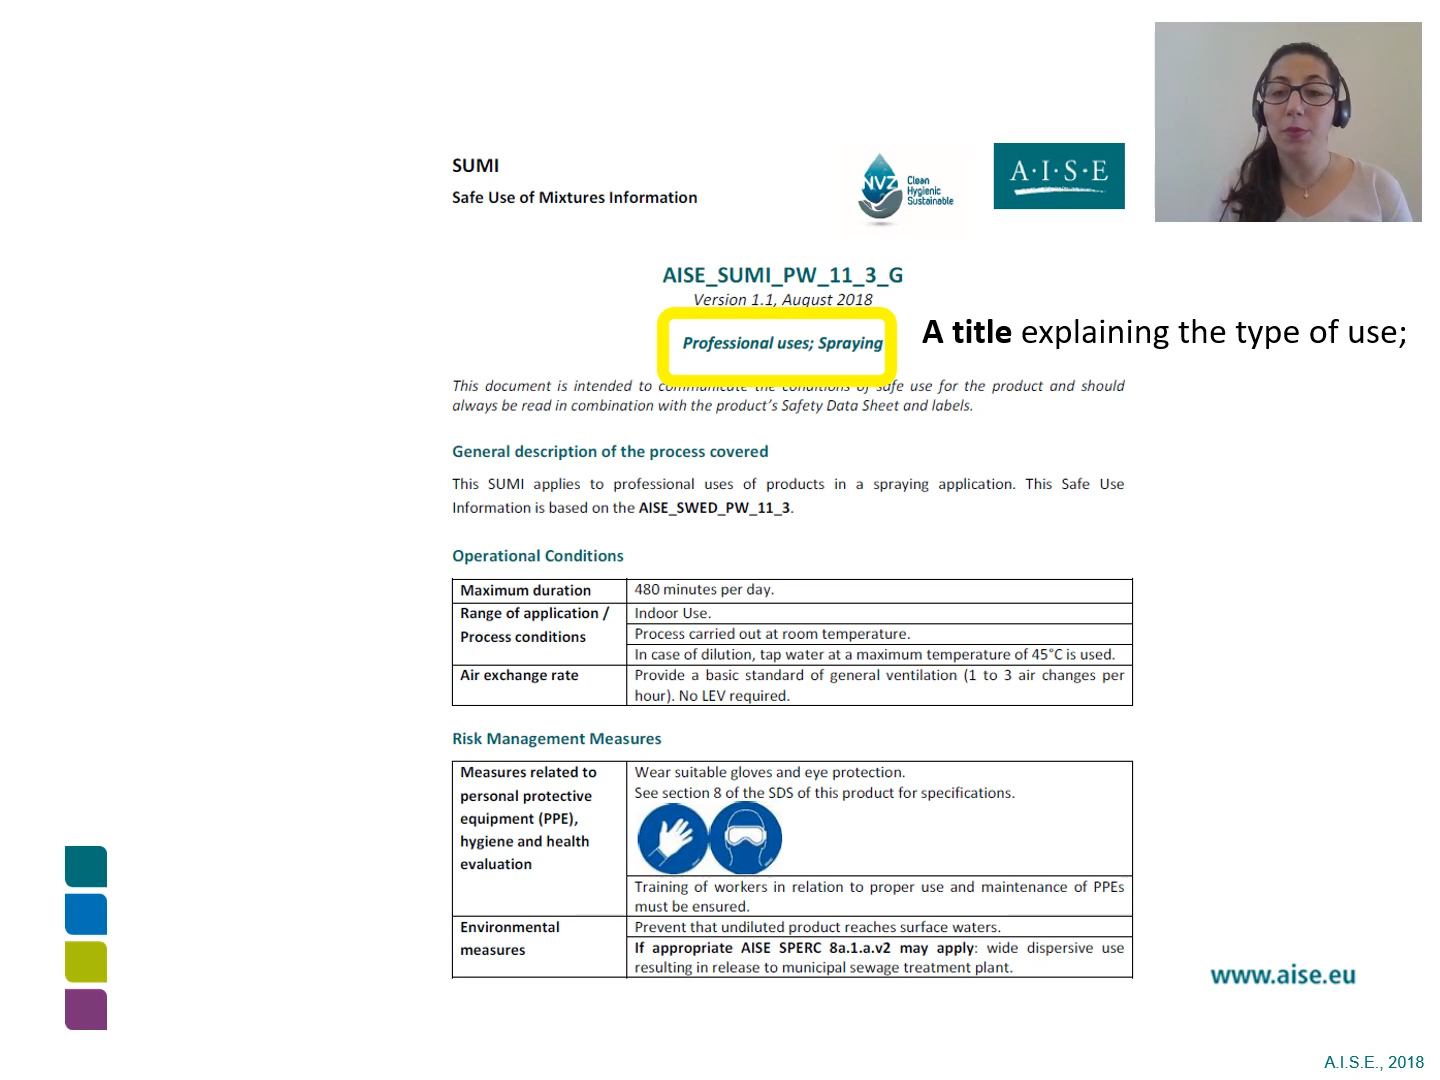 SUMI
Safe Use of Mixtures Information
NVZ
Clean
Hygienic
Sustainable
A·I·S·E
AISE_SUMI_PW_11_3_G
Version 1.1, August 2018
Professional uses; Spraying
A title explaining the type of use;
This document is intended to communicate the conditions of safe use for the product and should
always be read in combination with the product's Safety Data Sheet and labels.
General description of the process covered
This SUMI applies to professional uses of products in a spraying application. This Safe Use
Information is based on the AISE_SWED_PW_11_3.
Operational Conditions
Maximum duration
480 minutes per day.
Range of application /
Process conditions
Indoor Use.
Process carried out at room temperature.
In case of dilution, tap water at a maximum temperature of 45°C is used.
Air exchange rate
Provide a basic standard of general ventilation (1 to 3 air changes per
hour). No LEV required.
Risk Management Measures
Measures related to
personal protective
equipment (PPE),
hygiene and health
evaluation
Wear suitable gloves and eye protection.
See section 8 of the SDS of this product for specifications.
Training of workers in relation to proper use and maintenance of PPEs
must be ensured.
Environmental
measures
Prevent that undiluted product reaches surface waters.
If appropriate AISE SPERC 8a.1.a.v2 may apply: wide dispersive use
resulting in release to municipal sewage treatment plant.
www.aise.eu
A.I.S.E., 2018